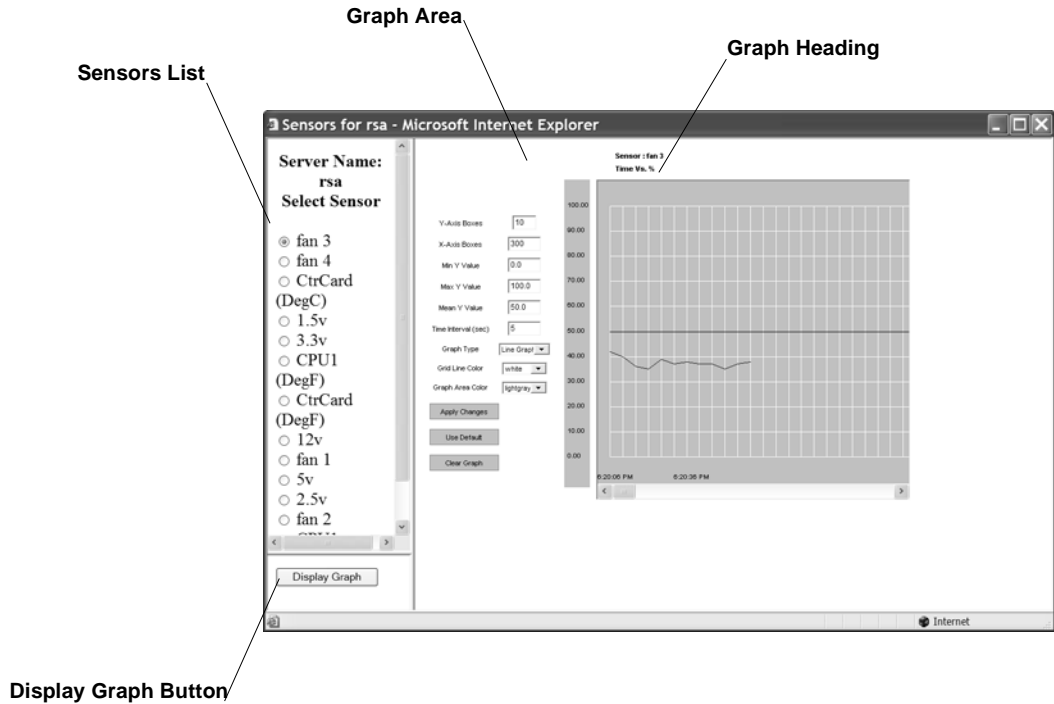 Graph Area
Graph Heading
Sensors List
Sensors for rsa - Microsoft Internet Explorer
Server Name:
rsa
Select Sensor
fan 3
fan 4
CtrCard
(DegC)
1.5v
3.3v
CPU1
(DegF)
CtrCard
(DegF)
12v
fan 1
5v
2.5v
fan 2
Display Graph
Sensor : fan 3
Time Vs. %
Y-Axis Boxes 10
X-Axis Boxes 300
Min Y Value 0.0
Max Y Value 100.0
Mean Y Value 50.0
Time Interval (sec) 5
Graph Type Line Graph
Grid Line Color white
Graph Area Color lightgray
Apply Changes
Use Default
Clear Graph
100.00
90.00
80.00
70.00
60.00
50.00
40.00
30.00
20.00
10.00
0.00
6:20:06 PM 6:20:36 PM
Internet
Display Graph Button